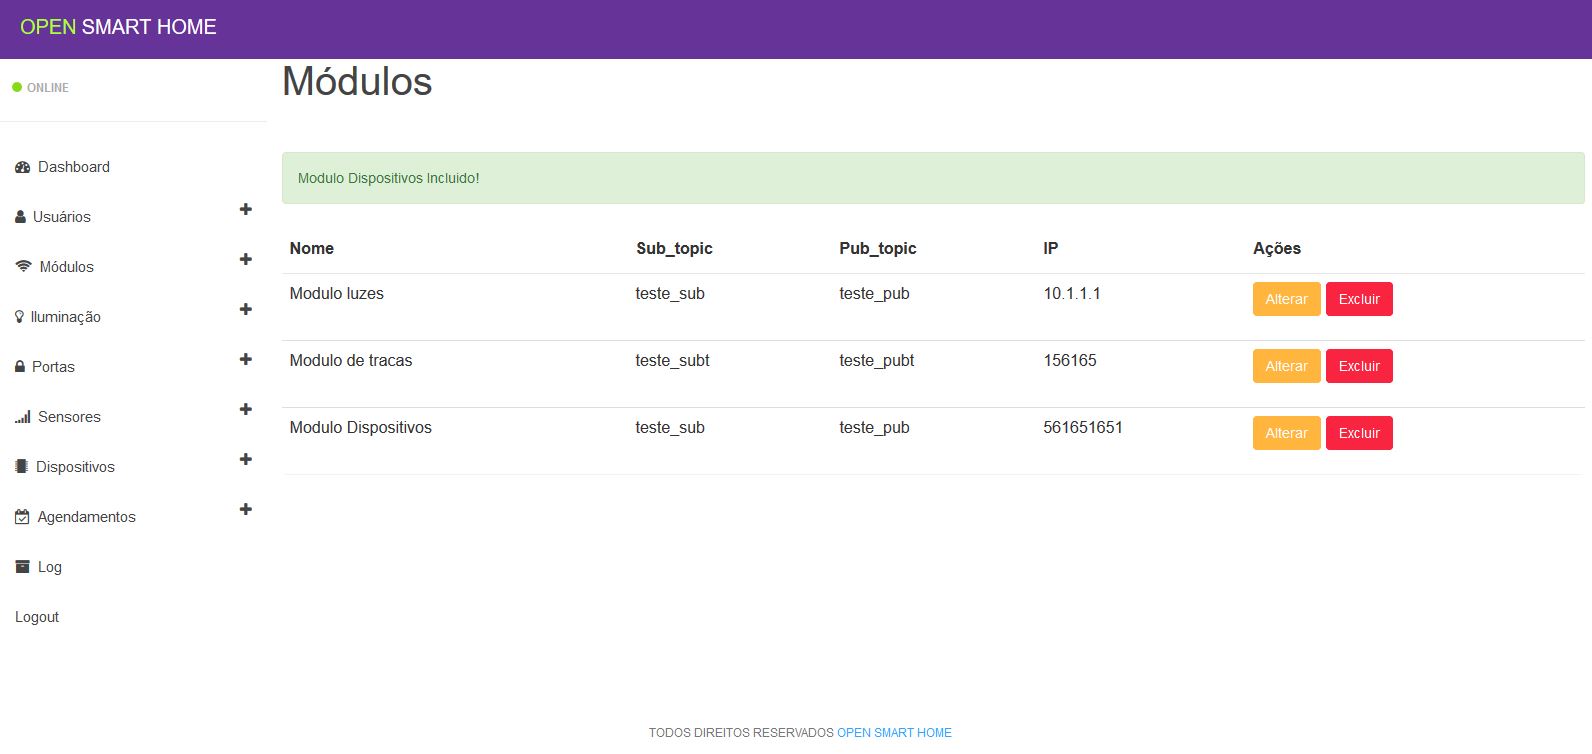 OPEN SMART HOME
ONLINE
Módulos
Dashboard
Usuários
Módulos
Iluminação
Portas
Sensores
Dispositivos
Agendamentos
Log
Logout
Modulo Dispositivos Incluido!
Nome Sub_topic Pub_topic IP Ações
Modulo luzes teste_sub teste_pub 10.1.1.1 Alterar Excluir
Modulo de tracas teste_subt teste_pubt 156165 Alterar Excluir
Modulo Dispositivos teste_sub teste_pub 561651651 Alterar Excluir
TODOS DIREITOS RESERVADOS OPEN SMART HOME